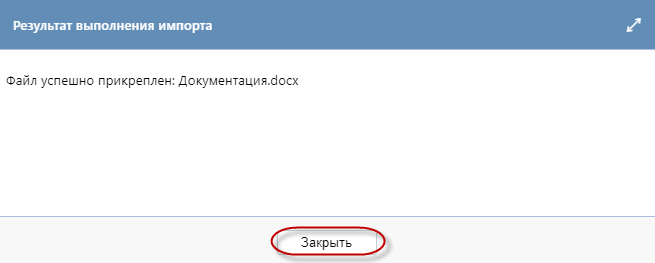 Результат выполнения импорта
Файл успешно прикреплен: Документация.docx
Закрыть